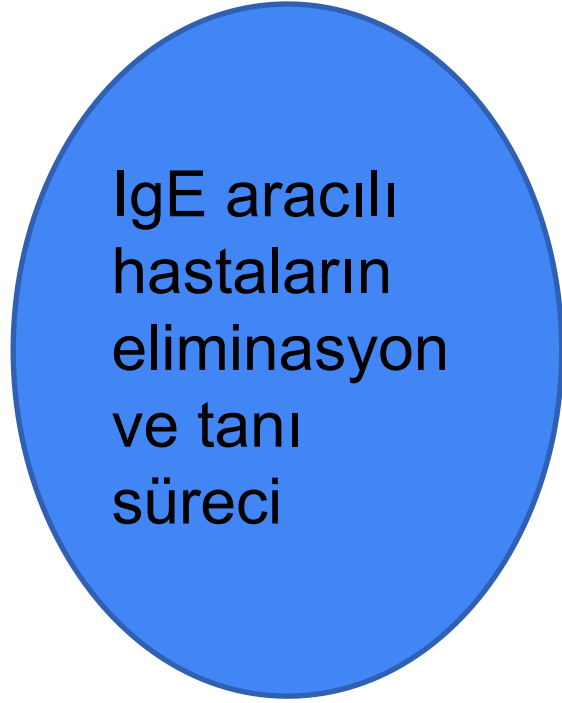 IgE aracılı
hastaların
eliminasyon
ve tanı
süreci